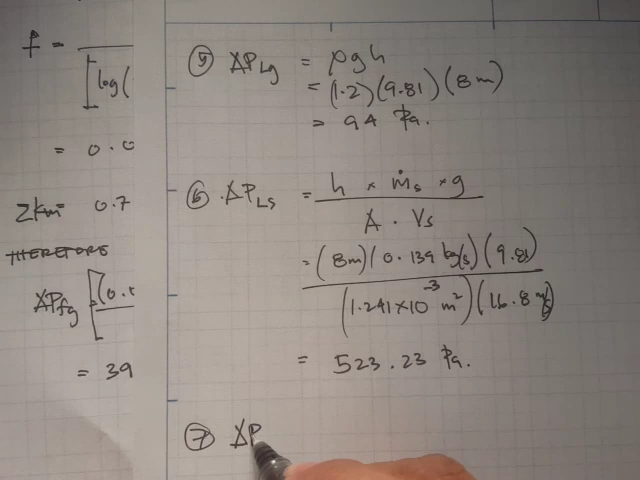 f =
[log(
= 0.0
Zkm= 0.7
THEREFORE
ΔPfg [(0.
= 39
⑤ ΔPLg = ρgh
= (1.2)(9.81)(8m)
= 94 Pa.
⑥ ΔPLs = h × ṁs × g
A · Vs
= (8m)(0.139 kg/s)(9.81)
(1.241×10⁻³ m²)(16.8 m/s)
= 523.23 Pa.
⑦ ΔP